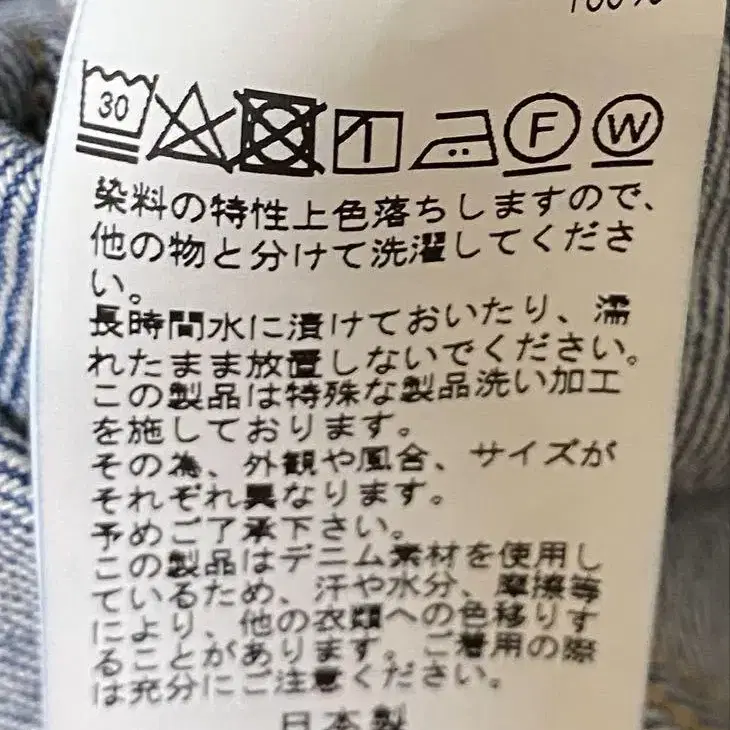 100%
30 F W
染料の特性上色落ちしますので、
他の物と分けて洗濯してくださ
い。
長時間水に漬けておいたり、濡
れたまま放置しないでください。
この製品は特殊な製品洗い加工
を施しております。
その為、外観や風合、サイズが
それぞれ異なります。
予めご了承下さい。
この製品はデニム素材を使用し
ているため、汗や水分、摩擦等
により、他の衣類への色移りす
ることがあります。ご着用の際
は充分にご注意ください。
日本製